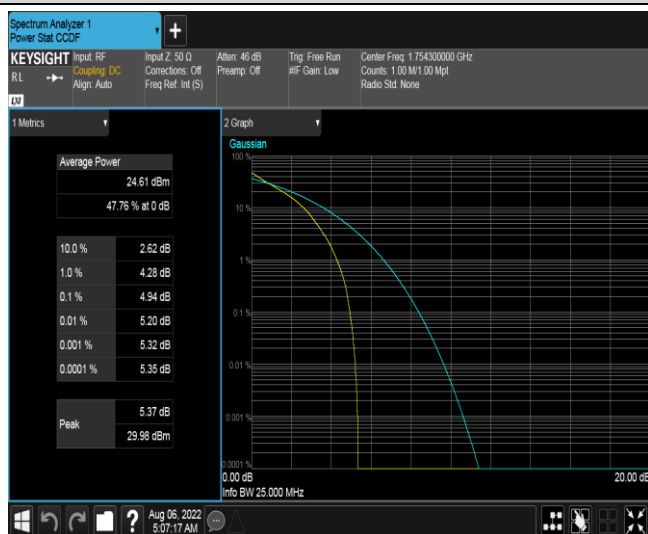 Spectrum Analyzer 1
Power Stat CCDF
+
KEYSIGHT
RL
LXI
Input: RF
Coupling: DC
Align: Auto
Input Z: 50 Ω
Corrections: Off
Freq Ref: Int (S)
Atten: 46 dB
Preamp: Off
Trig: Free Run
#IF Gain: Low
Center Freq: 1.754300000 GHz
Counts: 1.00 M/1.00 Mpt
Radio Std: None
1 Metrics
Average Power
24.61 dBm
47.76 % at 0 dB
10.0 % 2.62 dB
1.0 % 4.28 dB
0.1 % 4.94 dB
0.01 % 5.20 dB
0.001 % 5.32 dB
0.0001 % 5.35 dB
Peak
5.37 dB
29.98 dBm
2 Graph
Gaussian
100 %
10 %
1 %
0.1 %
0.01 %
0.001 %
0.0001 %
0.00 dB
20.00 dB
Info BW 25.000 MHz
?
Aug 06, 2022
5:07:17 AM